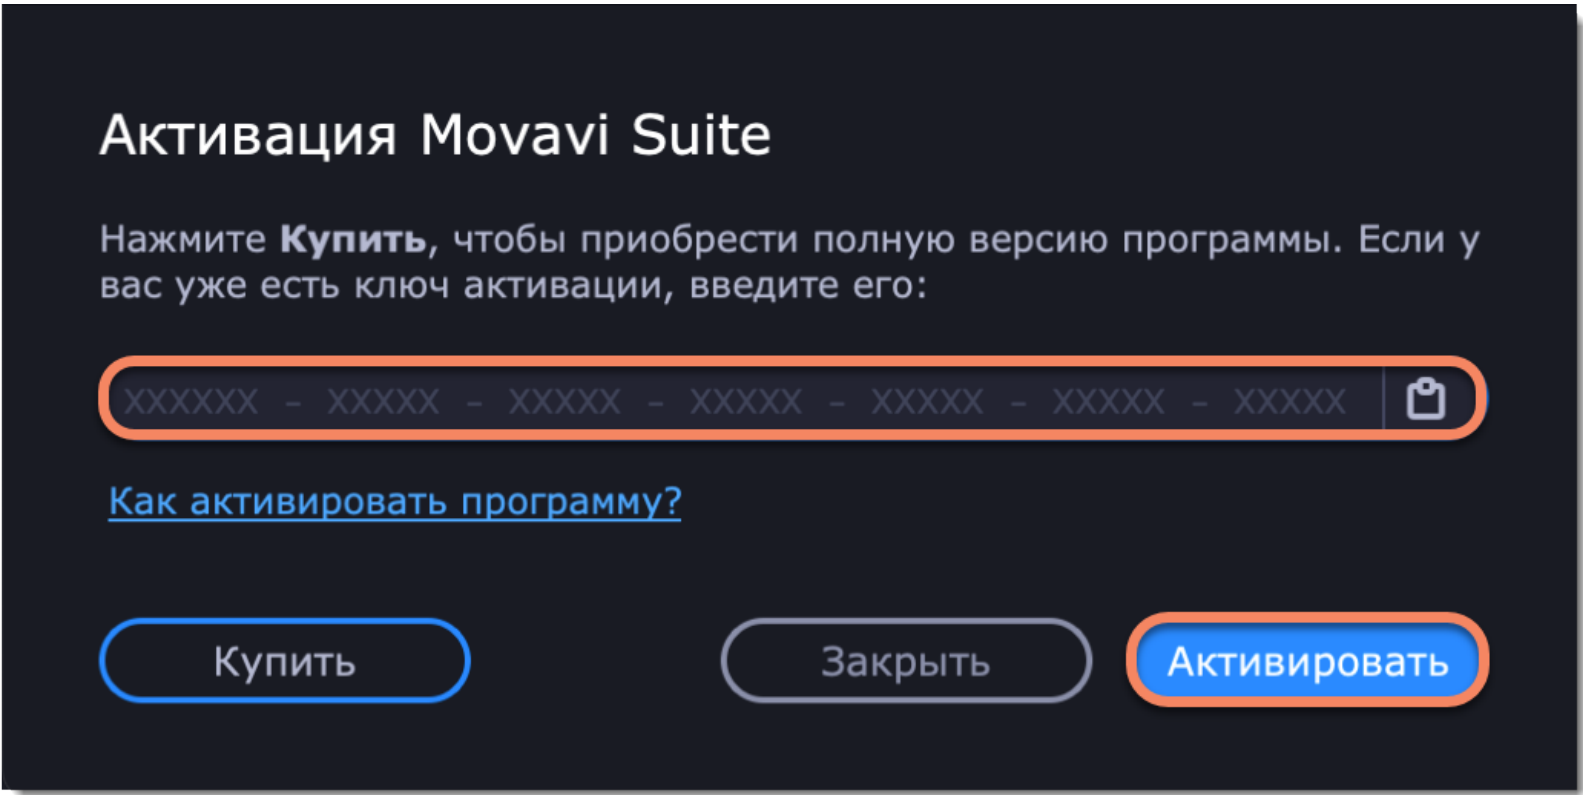 Активация Movavi Suite
Нажмите Купить, чтобы приобрести полную версию программы. Если у
вас уже есть ключ активации, введите его:
XXXXXX - XXXXX - XXXXX - XXXXX - XXXXX - XXXXX - XXXXX
Как активировать программу?
Купить
Закрыть
Активировать